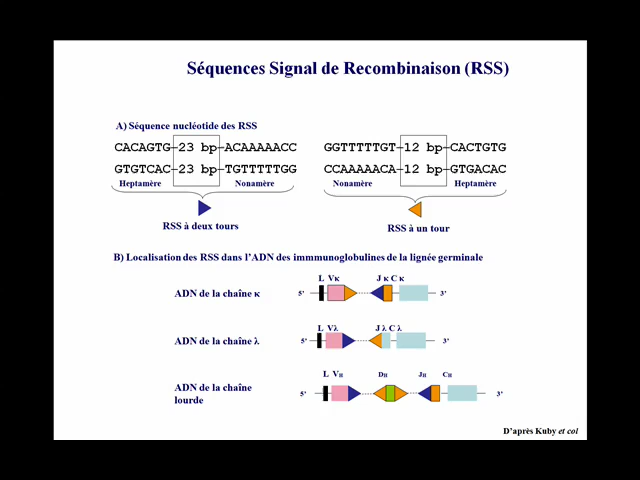 Séquences Signal de Recombinaison (RSS)
A) Séquence nucléotide des RSS
CACAGTG-23 bp-ACAAAAACC GGTTTTTGT-12 bp-CACTGTG
GTGTCAC-23 bp-TGTTTTTGG CCAAAAACA-12 bp-GTGACAC
Heptamère Nonamère Nonamère Heptamère
RSS à deux tours RSS à un tour
B) Localisation des RSS dans l'ADN des immmunoglobulines de la lignée germinale
L Vκ J κ C κ
ADN de la chaîne κ 5' 3'
L Vλ J λ C λ
ADN de la chaîne λ 5' 3'
L VH DH JH CH
ADN de la chaîne
lourde 5' 3'
D'après Kuby et col